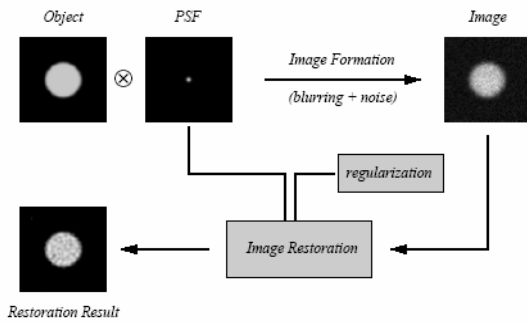 Object
PSF
Image
⊗
Image Formation
(blurring + noise)
regularization
Image Restoration
Restoration Result